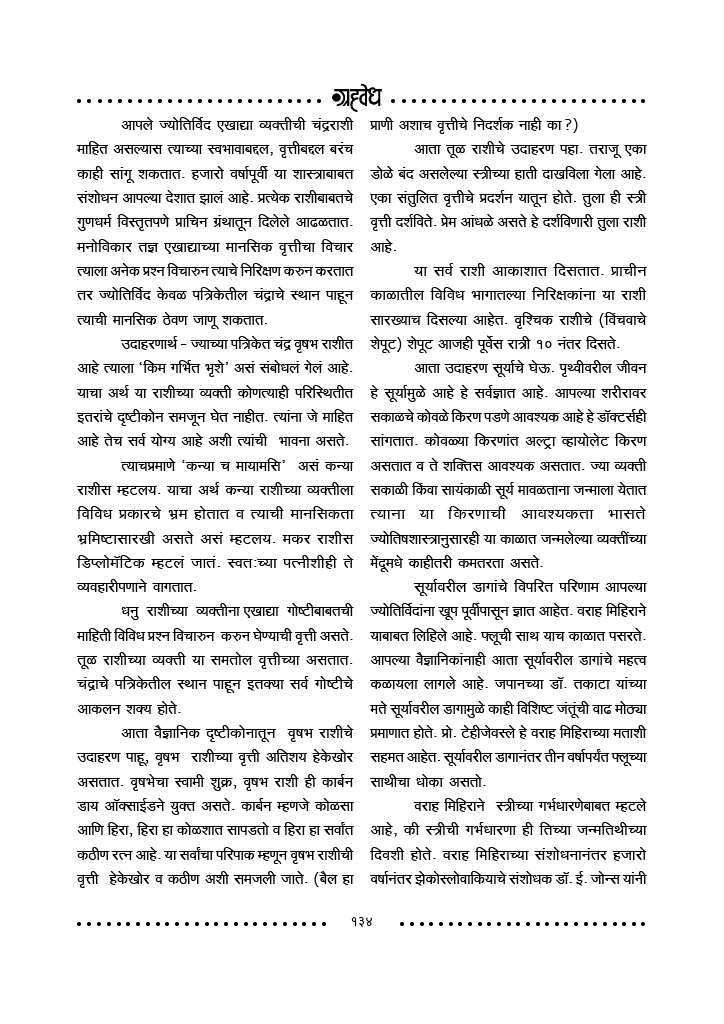 ग्रहवेध
आपले ज्योतिर्विद एखाद्या व्यक्तीची चंद्रराशी
माहित असल्यास त्याच्या स्वभावाबद्दल, वृत्तीबद्दल बरंच
काही सांगू शकतात. हजारो वर्षापूर्वी या शास्त्राबाबत
संशोधन आपल्या देशात झालं आहे. प्रत्येक राशीबाबतचे
गुणधर्म विस्तृतपणे प्राचिन ग्रंथातून दिलेले आढळतात.
मनोविकार तज्ञ एखाद्याच्या मानसिक वृत्तीचा विचार
त्याला अनेक प्रश्न विचारुन त्याचे निरिक्षण करुन करतात
तर ज्योतिर्विद केवळ पत्रिकेतील चंद्राचे स्थान पाहून
त्याची मानसिक ठेवण जाणू शकतात.
उदाहरणार्थ – ज्याच्या पत्रिकेत चंद्र वृषभ राशीत
आहे त्याला ‘किम गर्भित भृशे’ असं संबोधलं गेलं आहे.
याचा अर्थ या राशीच्या व्यक्ती कोणत्याही परिस्थितीत
इतरांचे दृष्टीकोन समजून घेत नाहीत. त्यांना जे माहित
आहे तेच सर्व योग्य आहे अशी त्यांची भावना असते.
त्याचप्रमाणे ‘कन्या च मायामसि’ असं कन्या
राशीस म्हटलय. याचा अर्थ कन्या राशीच्या व्यक्तीला
विविध प्रकारचे भ्रम होतात व त्याची मानसिकता
भ्रमिष्टासारखी असते असं म्हटलय. मकर राशीस
डिप्लोमॅटिक म्हटलं जातं. स्वत:च्या पत्नीशीही ते
व्यवहारीपणाने वागतात.
धनु राशीच्या व्यक्तीना एखाद्या गोष्टीबाबतची
माहिती विविध प्रश्न विचारुन करुन घेण्याची वृत्ती असते.
तूळ राशीच्या व्यक्ती या समतोल वृत्तीच्या असतात.
चंद्राचे पत्रिकेतील स्थान पाहून इतक्या सर्व गोष्टीचे
आकलन शक्य होते.
आता वैज्ञानिक दृष्टीकोनातून वृषभ राशीचे
उदाहरण पाहू, वृषभ राशीच्या वृत्ती अतिशय हेकेखोर
असतात. वृषभेचा स्वामी शुक्र, वृषभ राशी ही कार्बन
डाय ऑक्साईडने युक्त असते. कार्बन म्हणजे कोळसा
आणि हिरा, हिरा हा कोळशात सापडतो व हिरा हा सर्वात
कठीण रत्न आहे. या सर्वांचा परिपाक म्हणून वृषभ राशीची
वृत्ती हेकेखोर व कठीण अशी समजली जाते. (बैल हा
प्राणी अशाच वृत्तीचे निदर्शक नाही का?)
आता तूळ राशीचे उदाहरण पहा. तराजू एका
डोळे बंद असलेल्या स्त्रीच्या हाती दाखविला गेला आहे.
एका संतुलित वृत्तीचे प्रदर्शन यातून होते. तुला ही स्त्री
वृत्ती दर्शविते. प्रेम आंधळे असते हे दर्शविणारी तुला राशी
आहे.
या सर्व राशी आकाशात दिसतात. प्राचीन
काळातील विविध भागातल्या निरिक्षकांना या राशी
सारख्याच दिसल्या आहेत. वृश्चिक राशीचे (विंचवाचे
शेपूट) शेपूट आजही पूर्वेस रात्री १० नंतर दिसते.
आता उदाहरण सूर्याचे घेऊ. पृथ्वीवरील जीवन
हे सूर्यामुळे आहे हे सर्वज्ञात आहे. आपल्या शरीरावर
सकाळचे कोवळे किरण पडणे आवश्यक आहे हे डॉक्टर्सही
सांगतात. कोवळ्या किरणांत अल्ट्रा व्हायोलेट किरण
असतात व ते शक्तिस आवश्यक असतात. ज्या व्यक्ती
सकाळी किंवा सायंकाळी सूर्य मावळताना जन्माला येतात
त्याना या किरणाची आवश्यकता भासते
ज्योतिषशास्त्रानुसारही या काळात जन्मलेल्या व्यक्तींच्या
मेंदूमधे काहीतरी कमतरता असते.
सूर्यावरील डागांचे विपरित परिणाम आपल्या
ज्योतिर्विदांना खूप पूर्वीपासून ज्ञात आहेत. वराह मिहिराने
याबाबत लिहिले आहे. फ्लूची साथ याच काळात पसरते.
आपल्या वैज्ञानिकांनाही आता सूर्यावरील डागांचे महत्व
कळायला लागले आहे. जपानच्या डॉ. तकाटा यांच्या
मते सूर्यावरील डागामुळे काही विशिष्ट जंतूंची वाढ मोठ्या
प्रमाणात होते. प्रो. टेहीजेवस्ले हे वराह मिहिराच्या मताशी
सहमत आहेत. सूर्यावरील डागानंतर तीन वर्षापर्यंत फ्लूच्या
साथीचा धोका असतो.
वराह मिहिराने स्त्रीच्या गर्भधारणेबाबत म्हटले
आहे, की स्त्रीची गर्भधारणा ही तिच्या जन्मतिथीच्या
दिवशी होते. वराह मिहिराच्या संशोधनानंतर हजारो
वर्षानंतर झेकोस्लोवाकियाचे संशोधक डॉ. ई. जोन्स यांनी
१३४